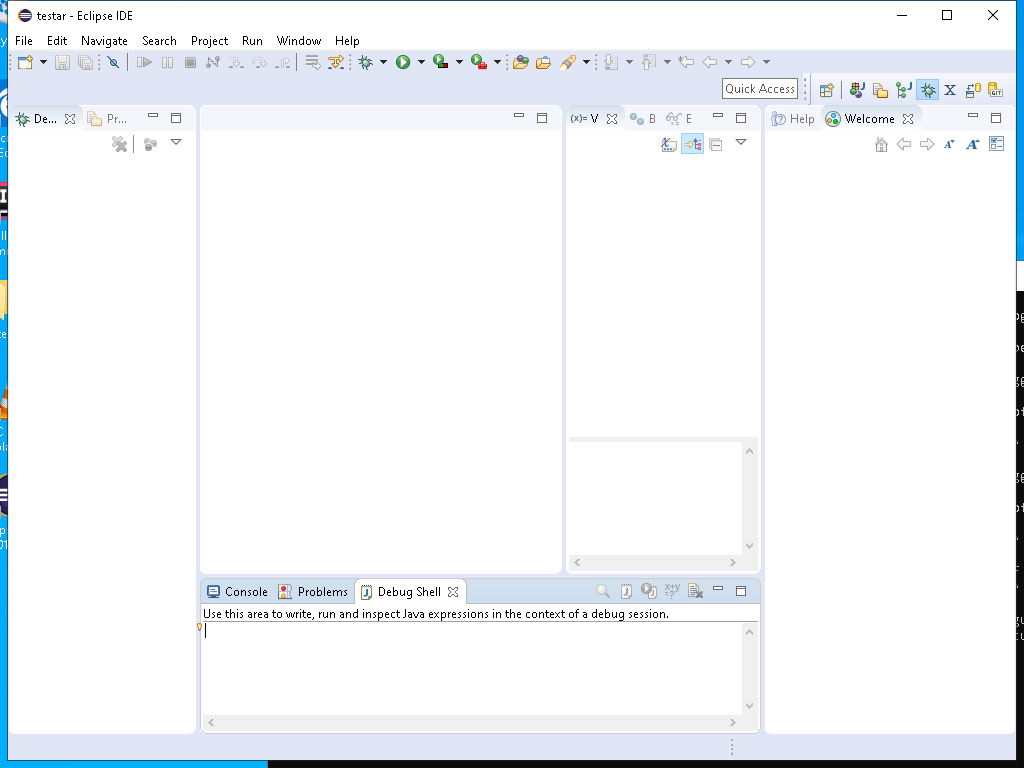 testar - Eclipse IDE
File Edit Navigate Search Project Run Window Help
Quick Access
X
GIT
De... Pr... (x)= V B E Help Welcome
Console Problems Debug Shell
Use this area to write, run and inspect Java expressions in the context of a debug session.